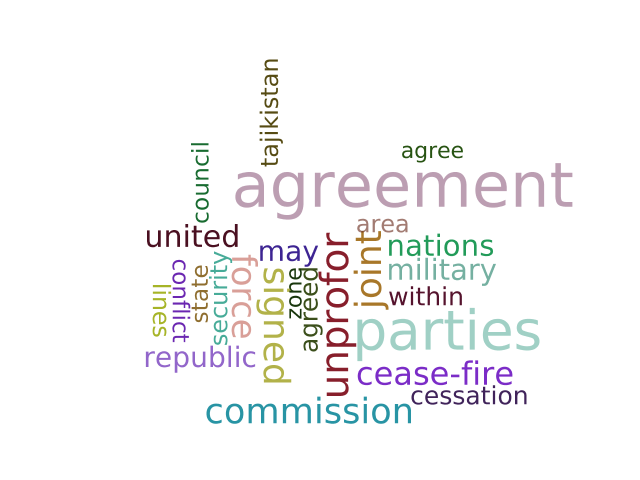 tajikistan
council
agree
agreement
area
united
may
nations
joint
unprofor
military
force
security
state
conflict
lines
signed
zone
agreed
within
parties
republic
cease-fire
cessation
commission